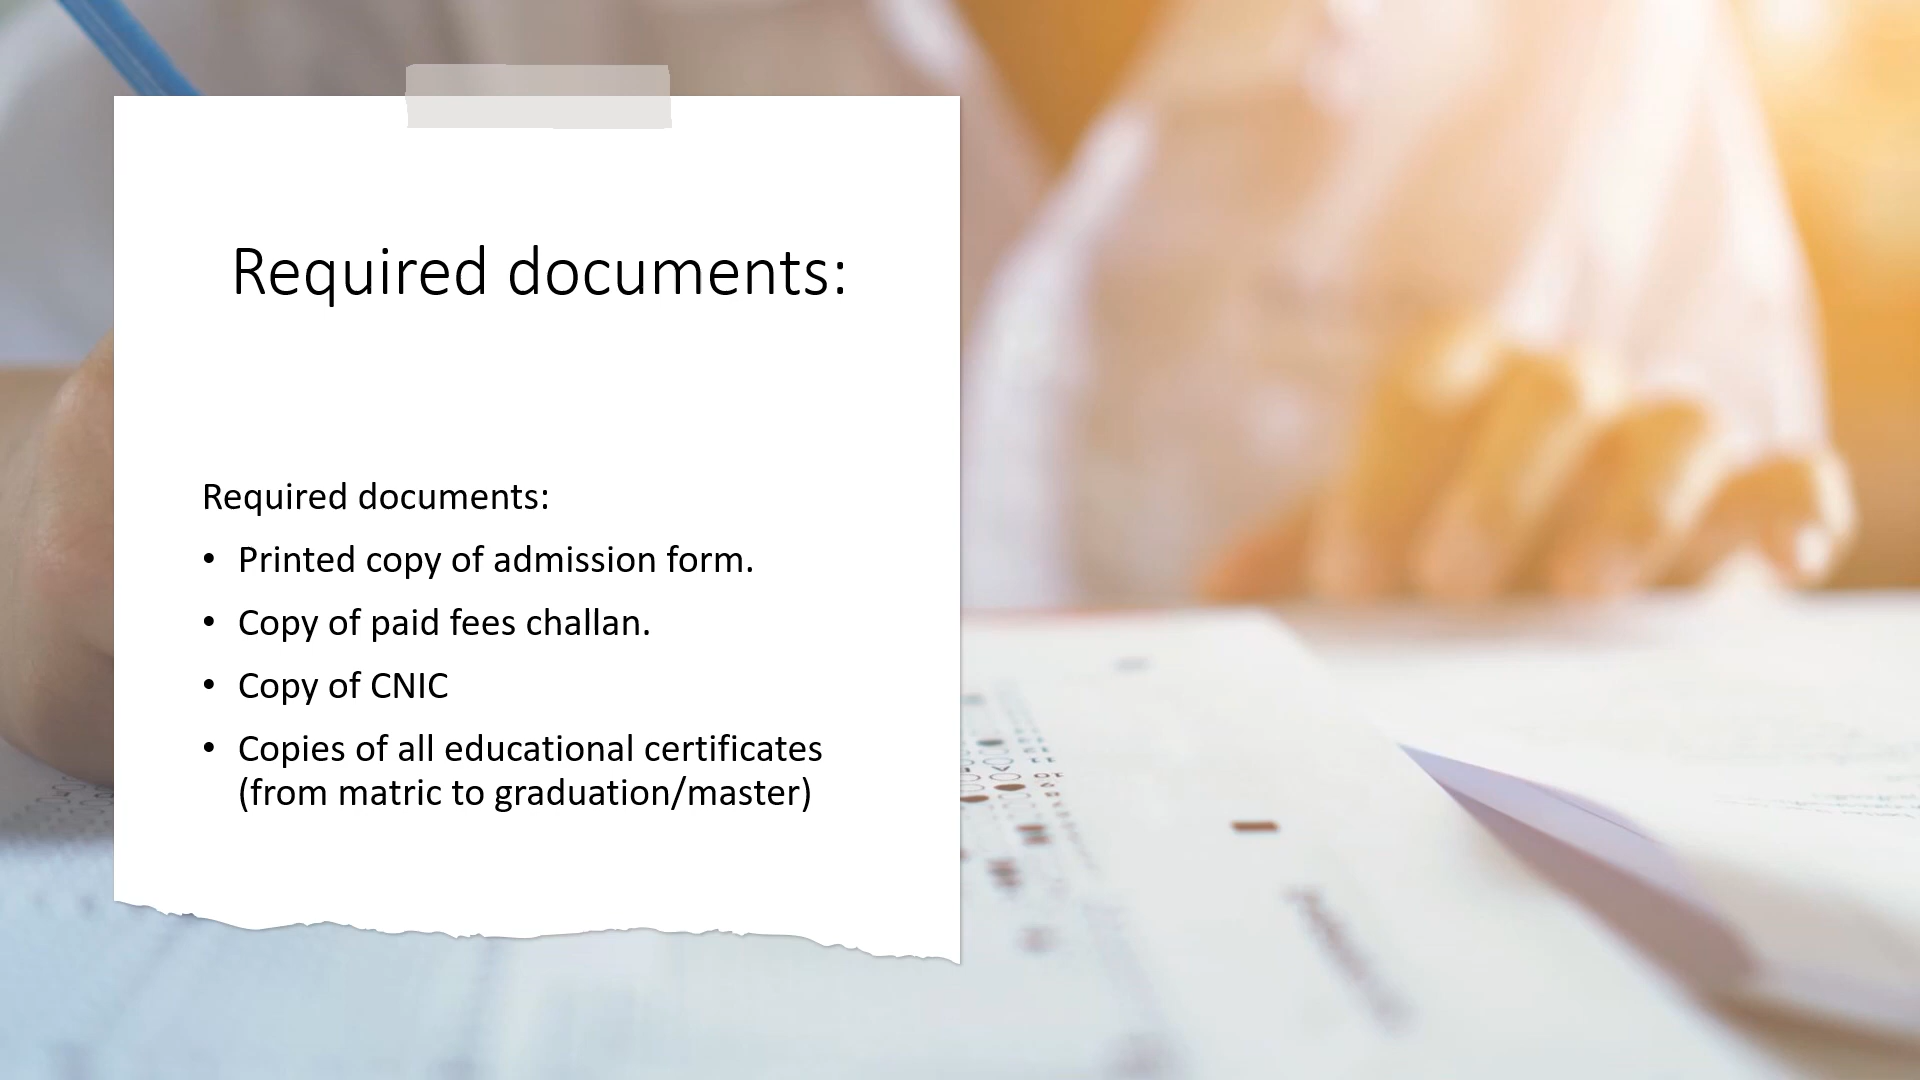 Required documents:
Required documents:
• Printed copy of admission form.
• Copy of paid fees challan.
• Copy of CNIC
• Copies of all educational certificates
(from matric to graduation/master)